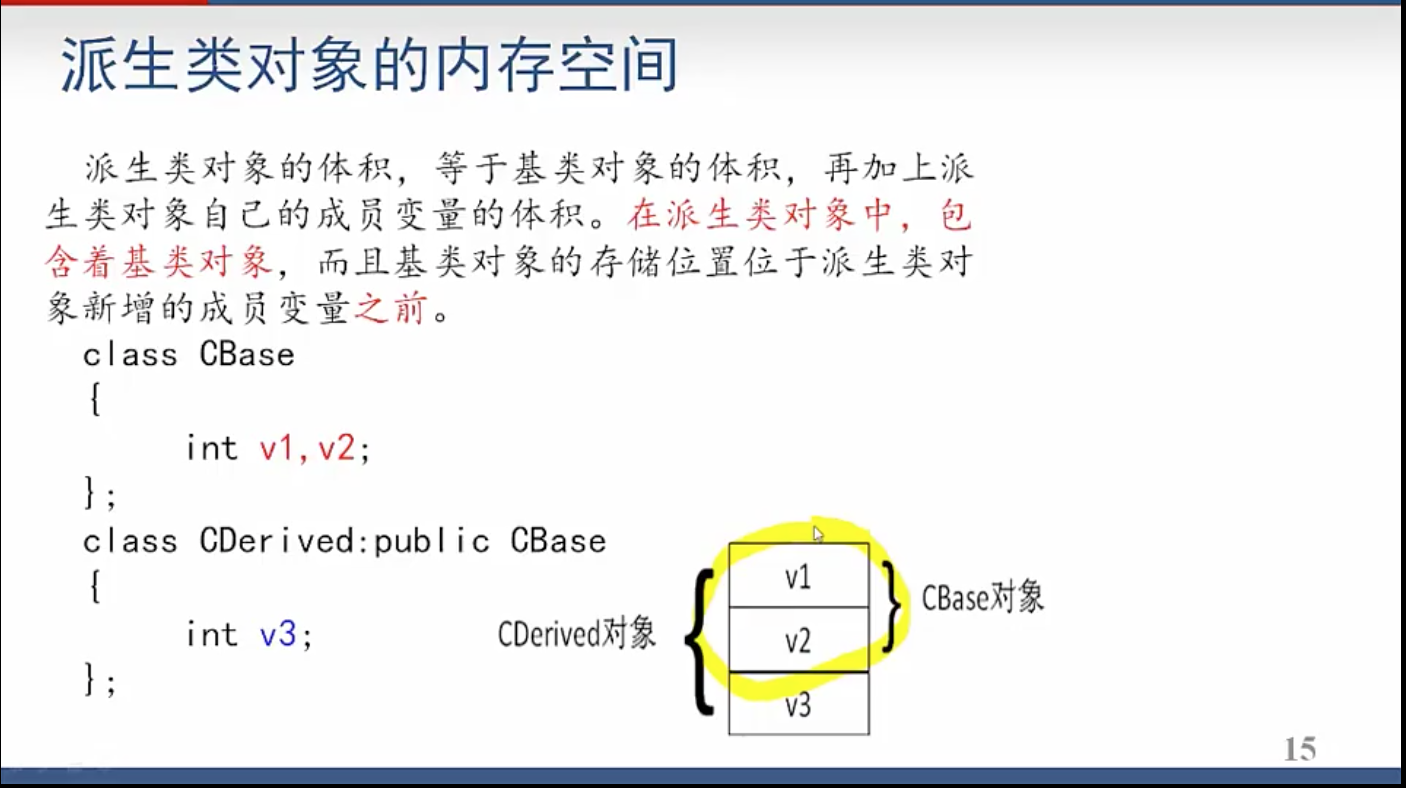 派生类对象的内存空间
派生类对象的体积，等于基类对象的体积，再加上派
生类对象自己的成员变量的体积。在派生类对象中，包
含着基类对象，而且基类对象的存储位置位于派生类对
象新增的成员变量之前。
class CBase
{
int v1,v2;
};
class CDerived:public CBase
{
int v3;
};
CDerived对象
v1
v2
v3
CBase对象
15